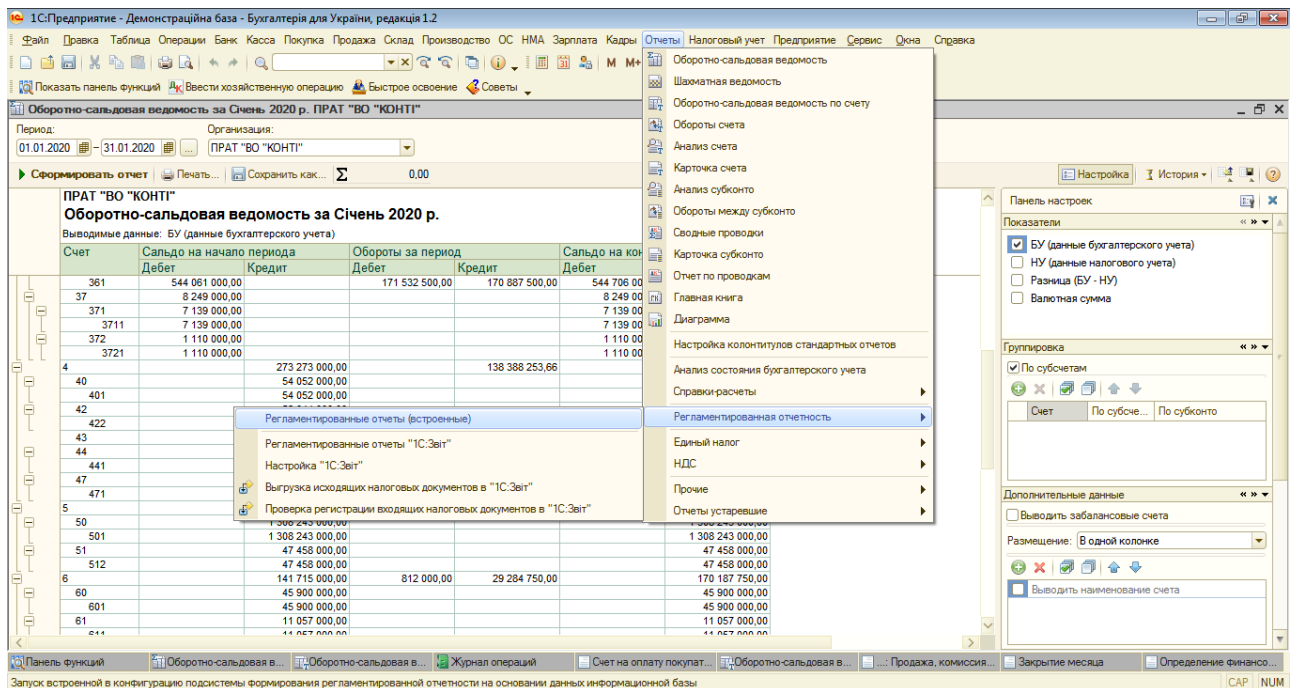 1С:Предприятие - Демонстраційна база - Бухгалтерія для України, редакція 1.2
Файл Правка Таблица Операции Банк Касса Покупка Продажа Склад Производство ОС НМА Зарплата Кадры Отчеты Налоговый учет Предприятие Сервис Окна Справка
M M+
Показать панель функций Ввести хозяйственную операцию Быстрое освоение Советы
Оборотно-сальдовая ведомость за Січень 2020 р. ПРАТ "ВО "КОНТІ"
Период: Организация:
01.01.2020 – 31.01.2020 ... ПРАТ "ВО "КОНТІ"
Сформировать отчет Печать... Сохранить как... Σ 0,00 Настройка История
ПРАТ "ВО "КОНТІ"
Оборотно-сальдовая ведомость за Січень 2020 р.
Выводимые данные: БУ (данные бухгалтерского учета)
Счет Сальдо на начало периода Обороты за период Сальдо на кон
Дебет Кредит Дебет Кредит Дебет
361 544 061 000,00 171 532 500,00 170 887 500,00 544 706 00
37 8 249 000,00 8 249 00
371 7 139 000,00 7 139 00
3711 7 139 000,00 7 139 00
372 1 110 000,00 1 110 00
3721 1 110 000,00 1 110 00
4 273 273 000,00 138 388 253,66
40 54 052 000,00
401 54 052 000,00
42
422
43
44
441
47
471
5
50 1 308 243 000,00 1 308 243 000,00
501 1 308 243 000,00 1 308 243 000,00
51 47 458 000,00 47 458 000,00
512 47 458 000,00 47 458 000,00
6 141 715 000,00 812 000,00 29 284 750,00 170 187 750,00
60 45 900 000,00 45 900 000,00
601 45 900 000,00 45 900 000,00
61 11 057 000,00 11 057 000,00
611 11 057 000,00 11 057 000,00
Оборотно-сальдовая ведомость
Шахматная ведомость
Оборотно-сальдовая ведомость по счету
Обороты счета
Анализ счета
Карточка счета
Анализ субконто
Обороты между субконто
Сводные проводки
Карточка субконто
Отчет по проводкам
Главная книга
Диаграмма
Настройка колонтитулов стандартных отчетов
Анализ состояния бухгалтерского учета
Справки-расчеты
Регламентированная отчетность
Единый налог
НДС
Прочие
Отчеты устаревшие
Регламентированные отчеты (встроенные)
Регламентированные отчеты "1С:Звіт"
Настройка "1С:Звіт"
Выгрузка исходящих налоговых документов в "1С:Звіт"
Проверка регистрации входящих налоговых документов в "1С:Звіт"
Панель настроек
Показатели
БУ (данные бухгалтерского учета)
НУ (данные налогового учета)
Разница (БУ - НУ)
Валютная сумма
Группировка
По субсчетам
Счет По субсче... По субконто
Дополнительные данные
Выводить забалансовые счета
Размещение: В одной колонке
Выводить наименование счета
Панель функций Оборотно-сальдовая в... Оборотно-сальдовая в... Журнал операций Счет на оплату покупат... Оборотно-сальдовая в... ...: Продажа, комиссия... Закрытие месяца Определение финансо...
Запуск встроенной в конфигурацию подсистемы формирования регламентированной отчетности на основании данных информационной базы CAP NUM